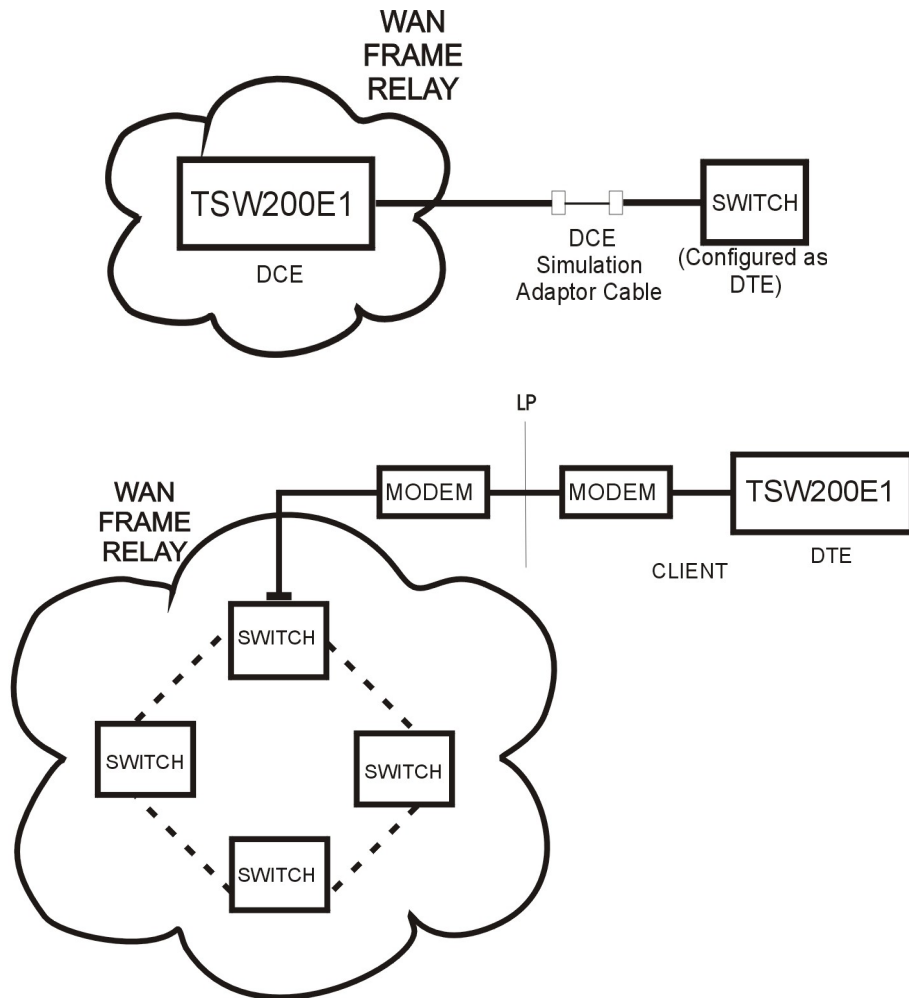 WAN
FRAME
RELAY
TSW200E1
DCE
DCE
Simulation
Adaptor Cable
SWITCH
(Configured as
DTE)
LP
MODEM
MODEM
TSW200E1
CLIENT
DTE
WAN
FRAME
RELAY
SWITCH
SWITCH
SWITCH
SWITCH